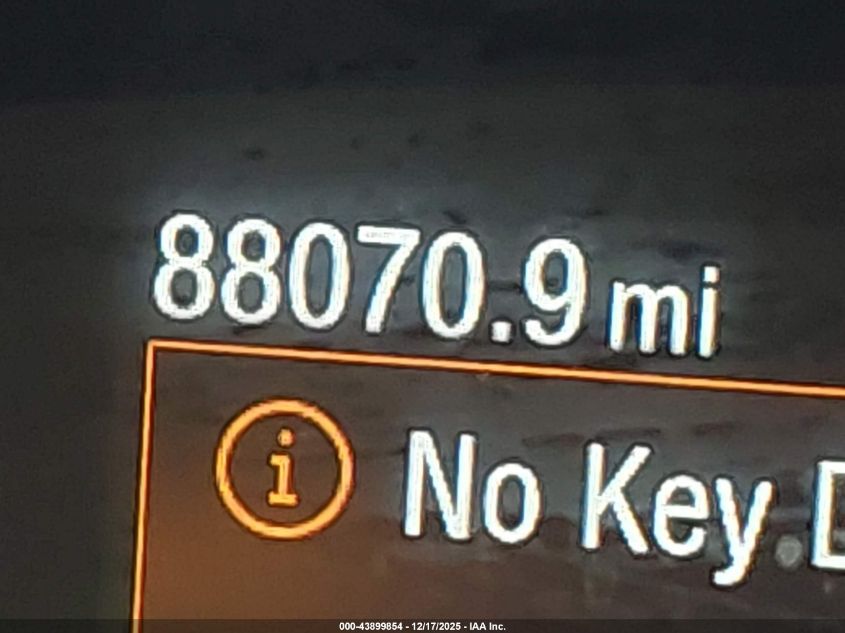 88070.9 mi
i No Key
000-43899854 - 12/17/2025 - IAA Inc.